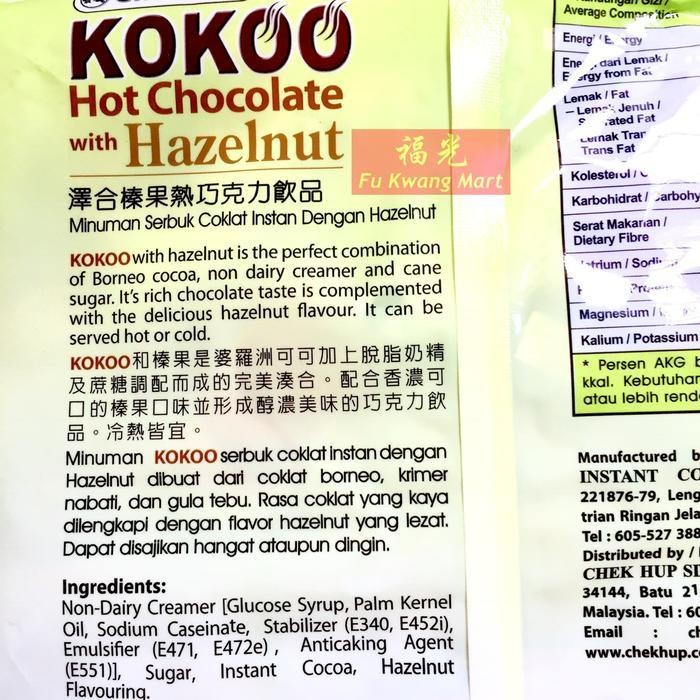 KOKOO
Hot Chocolate
with Hazelnut
福光
Fu Kwang Mart
澤合榛果熱巧克力飲品
Minuman Serbuk Coklat Instan Dengan Hazelnut
KOKOO with hazelnut is the perfect combination
of Borneo cocoa, non dairy creamer and cane
sugar. It's rich chocolate taste is complemented
with the delicious hazelnut flavour. It can be
served hot or cold.
KOKOO和榛果是婆羅洲可可加上脫脂奶精
及蔗糖調配而成的完美湊合。配合香濃可
口的榛果口味並形成醇濃美味的巧克力飲
品。冷熱皆宜。
Minuman KOKOO serbuk coklat instan dengan
Hazelnut dibuat dari coklat borneo, krimer
nabati, dan gula tebu. Rasa coklat yang kaya
dilengkapi dengan flavor hazelnut yang lezat.
Dapat disajikan hangat ataupun dingin.
Ingredients:
Non-Dairy Creamer [Glucose Syrup, Palm Kernel
Oil, Sodium Caseinate, Stabilizer (E340, E452i),
Emulsifier (E471, E472e), Anticaking Agent
(E551)], Sugar, Instant Cocoa, Hazelnut
Flavouring.
Average
Energi / Energy
dari Lemak /
Energy from Fat
Lemak / Fat
– Lemak Jenuh /
Fat
Lemak
Trans Fat
Kolesterol /
Karbohidrat /
Serat Makanan /
Dietary Fibre
Magnesium /
Kalium / Potassium
* Persen AKG
kkal. Kebutuhan
atau lebih
Manufactured
INSTANT
221876-79,
trian Ringan
Tel : 605-527
Distributed by /
CHEK HUP
34144, Batu
Malaysia. Tel :
Email :
www.chekhup